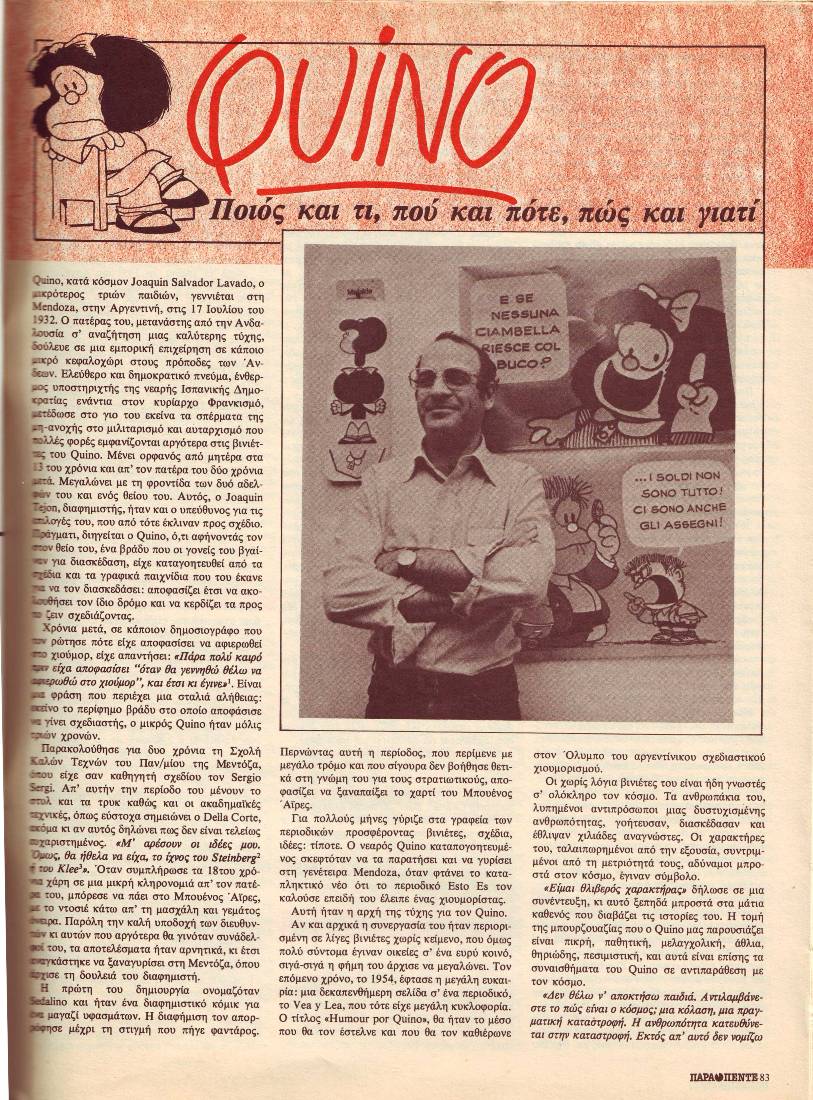 QUINO
Ποιός και τι, πού και πότε, πώς και γιατί
Quino, κατά κόσμον Joaquin Salvador Lavado, ο
μικρότερος τριών παιδιών, γεννιέται στη
Mendoza, στην Αργεντινή, στις 17 Ιουλίου του
1932. Ο πατέρας του, μετανάστης από την Ανδα-
λουσία σ' αναζήτηση μιας καλύτερης τύχης,
δούλευε σε μια εμπορική επιχείρηση σε κάποιο
μικρό κεφαλοχώρι στους πρόποδες των Άν-
δεων. Ελεύθερο και δημοκρατικό πνεύμα, ένθερ-
μος υποστηριχτής της νεαρής Ισπανικής Δημο-
κρατίας ενάντια στον κυρίαρχο Φρανκισμό,
μετέδωσε στο γιο του εκείνα τα σπέρματα της
μη-ανοχής στο μιλιταρισμό και αυταρχισμό που
πολλές φορές εμφανίζονται αργότερα στις βινιέτ-
τες του Quino. Μένει ορφανός από μητέρα στα
13 του χρόνια και απ' τον πατέρα του δύο χρόνια
μετά. Μεγαλώνει με τη φροντίδα των δυό αδελ-
φών του και ενός θείου του. Αυτός, ο Joaquin
Tejon, διαφημιστής, ήταν και ο υπεύθυνος για τις
επιλογές του, που από τότε έκλιναν προς σχέδιο.
Πράγματι, διηγείται ο Quino, ό,τι αφήνοντάς τον
στον θείο του, ένα βράδυ που οι γονείς του βγαί-
ναν για διασκέδαση, είχε καταγοητευθεί από τα
σχέδια και τα γραφικά παιχνίδια που του έκανε
για να τον διασκεδάσει: αποφασίζει έτσι να ακο-
λουθήσει τον ίδιο δρόμο και να κερδίζει τα προς
το ζειν σχεδιάζοντας.
Χρόνια μετά, σε κάποιον δημοσιογράφο που
τον ρώτησε πότε είχε αποφασίσει να αφιερωθεί
στο χιούμορ, είχε απαντήσει: «Πάρα πολύ καιρό
πριν είχα αποφασίσει "όταν θα γεννηθώ θέλω να
αφιερωθώ στο χιούμορ", και έτσι κι έγινε»¹. Είναι
μια φράση που περιέχει μια σταλιά αλήθειας:
εκείνο το περίφημο βράδυ στο οποίο αποφάσισε
να γίνει σχεδιαστής, ο μικρός Quino ήταν μόλις
τριών χρονών.
Παρακολούθησε για δυο χρόνια τη Σχολή
Καλών Τεχνών του Παν/μίου της Μεντόζα,
όπου είχε σαν καθηγητή σχεδίου τον Sergio
Sergi. Απ' αυτήν την περίοδο του μένουν το
στυλ και τα τρυκ καθώς και οι ακαδημαϊκές
τεχνικές, όπως εύστοχα σημειώνει ο Della Corte,
ακόμα κι αν αυτός δηλώνει πως δεν είναι τελείως
ευχαριστημένος. «Μ' αρέσουν οι ιδέες μου.
Όμως, θα ήθελα να είχα, το ίχνος του Steinberg²
ή του Klee³». Όταν συμπλήρωσε τα 18του χρό-
νια χάρη σε μια μικρή κληρονομιά απ' τον πατέ-
ρα του, μπόρεσε να πάει στο Μπουένος Άϊρες,
με το ντοσιέ κάτω απ' τη μασχάλη και γεμάτος
όνειρα. Παρόλη την καλή υποδοχή των διευθυν-
τών κι αυτών που αργότερα θα γινόταν συνάδελ-
φοί του, τα αποτελέσματα ήταν αρνητικά, κι έτσι
αναγκάστηκε να ξαναγυρίσει στη Μεντόζα, όπου
άρχισε τη δουλειά του διαφημιστή.
Η πρώτη του δημιουργία ονομαζόταν
Sedalino και ήταν ένα διαφημιστικό κόμικ για
ένα μαγαζί υφασμάτων. Η διαφήμιση τον απορ-
ρόφησε μέχρι τη στιγμή που πήγε φαντάρος.
Mafalda
E SE
NESSUNA
CIAMBELLA
RIESCE COL
BUCO?
...I SOLDI NON
SONO TUTTO!
CI SONO ANCHE
GLI ASSEGNI!
Περνώντας αυτή η περίοδος, που περίμενε με
μεγάλο τρόμο και που σίγουρα δεν βοήθησε θετι-
κά στη γνώμη του για τους στρατιωτικούς, απο-
φασίζει να ξαναπαίξει το χαρτί του Μπουένος
Άϊρες.
Για πολλούς μήνες γύριζε στα γραφεία των
περιοδικών προσφέροντας βινιέτες, σχέδια,
ιδέες: τίποτε. Ο νεαρός Quino καταπογοητευμέ-
νος σκεφτόταν να τα παρατήσει και να γυρίσει
στη γενέτειρα Mendoza, όταν φτάνει το κατα-
πληκτικό νέο ότι το περιοδικό Esto Es τον
καλούσε επειδή του έλειπε ένας χιουμορίστας.
Αυτή ήταν η αρχή της τύχης για τον Quino.
Αν και αρχικά η συνεργασία του ήταν περιορι-
σμένη σε λίγες βινιέτες χωρίς κείμενο, που όμως
πολύ σύντομα έγιναν οικείες σ' ένα ευρύ κοινό,
σιγά-σιγά η φήμη του άρχισε να μεγαλώνει. Τον
επόμενο χρόνο, το 1954, έφτασε η μεγάλη ευκαι-
ρία: μια δεκαπενθήμερη σελίδα σ' ένα περιοδικό,
το Vea y Lea, που τότε είχε μεγάλη κυκλοφορία.
Ο τίτλος «Humour por Quino», θα ήταν το μέσο
που θα τον έστελνε και που θα τον καθιέρωνε
στον Όλυμπο του αργεντίνικου σχεδιαστικού
χιουμορισμού.
Οι χωρίς λόγια βινιέτες του είναι ήδη γνωστές
σ' ολόκληρο τον κόσμο. Τα ανθρωπάκια του,
λυπημένοι αντιπρόσωποι μιας δυστυχισμένης
ανθρωπότητας, γοήτευσαν, διασκέδασαν και
έθλιψαν χιλιάδες αναγνώστες. Οι χαρακτήρες
του, ταλαιπωρημένοι από την εξουσία, συντριμ-
μένοι από τη μετριότητά τους, αδύναμοι μπρο-
στά στον κόσμο, έγιναν σύμβολο.
«Είμαι θλιβερός χαρακτήρας» δήλωσε σε μια
συνέντευξη, κι αυτό ξεπηδά μπροστά στα μάτια
καθενός που διαβάζει τις ιστορίες του. Η τομή
της μπουρζουαζίας που ο Quino μας παρουσιάζει
είναι πικρή, παθητική, μελαγχολική, άθλια,
θηριώδης, πεσιμιστική, και αυτά είναι επίσης τα
συναισθήματα του Quino σε αντιπαράθεση με
τον κόσμο.
«Δεν θέλω ν' αποκτήσω παιδιά. Αντιλαμβάνε-
στε το πώς είναι ο κόσμος; μια κόλαση, μια πραγ-
ματική καταστροφή. Η ανθρωπότητα κατευθύνε-
ται στην καταστροφή. Εκτός απ' αυτό δεν νομίζω
ΠΑΡΑ ΠΕΝΤΕ 83